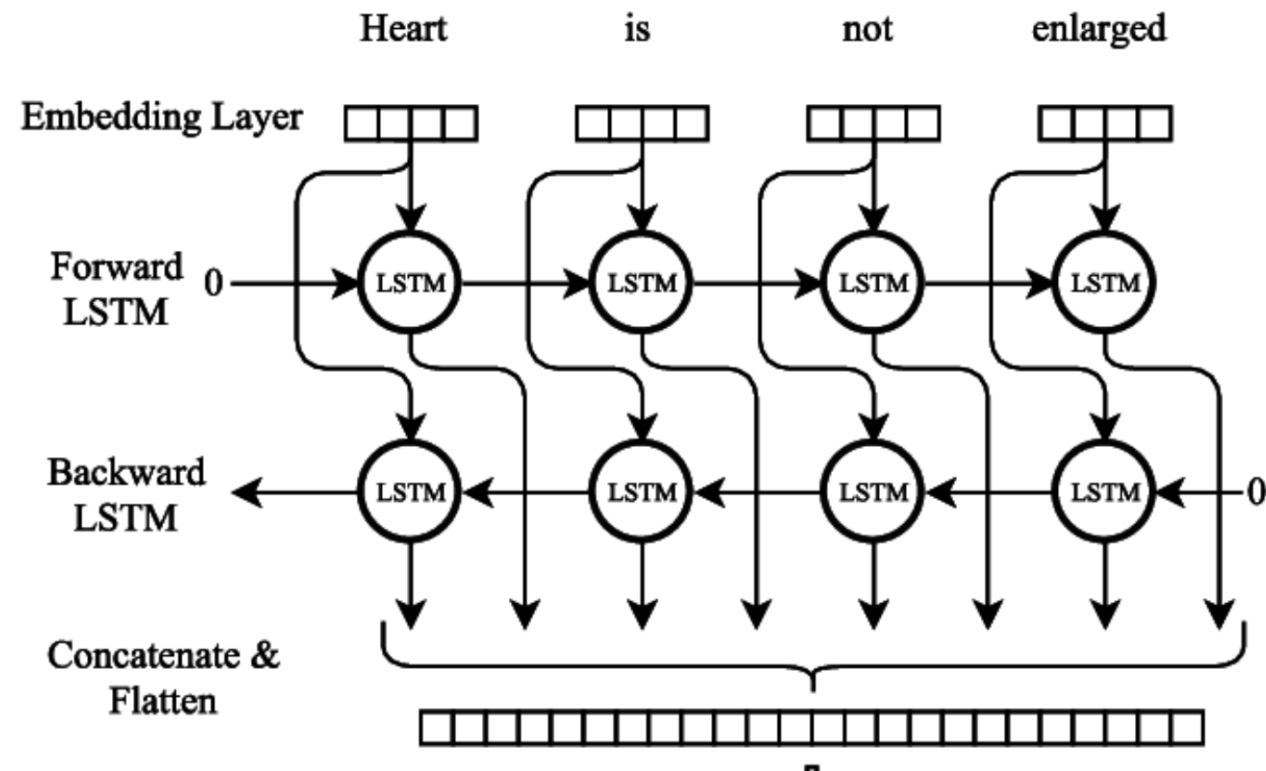 Heart is not enlarged
Embedding Layer
Forward
LSTM
0 LSTM LSTM LSTM LSTM
Backward
LSTM
LSTM LSTM LSTM LSTM 0
Concatenate &
Flatten